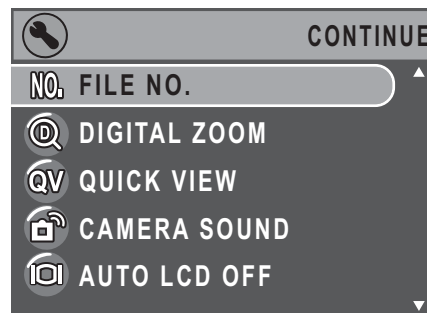 CONTINUE
NO. FILE NO.
D DIGITAL ZOOM
QV QUICK VIEW
CAMERA SOUND
AUTO LCD OFF